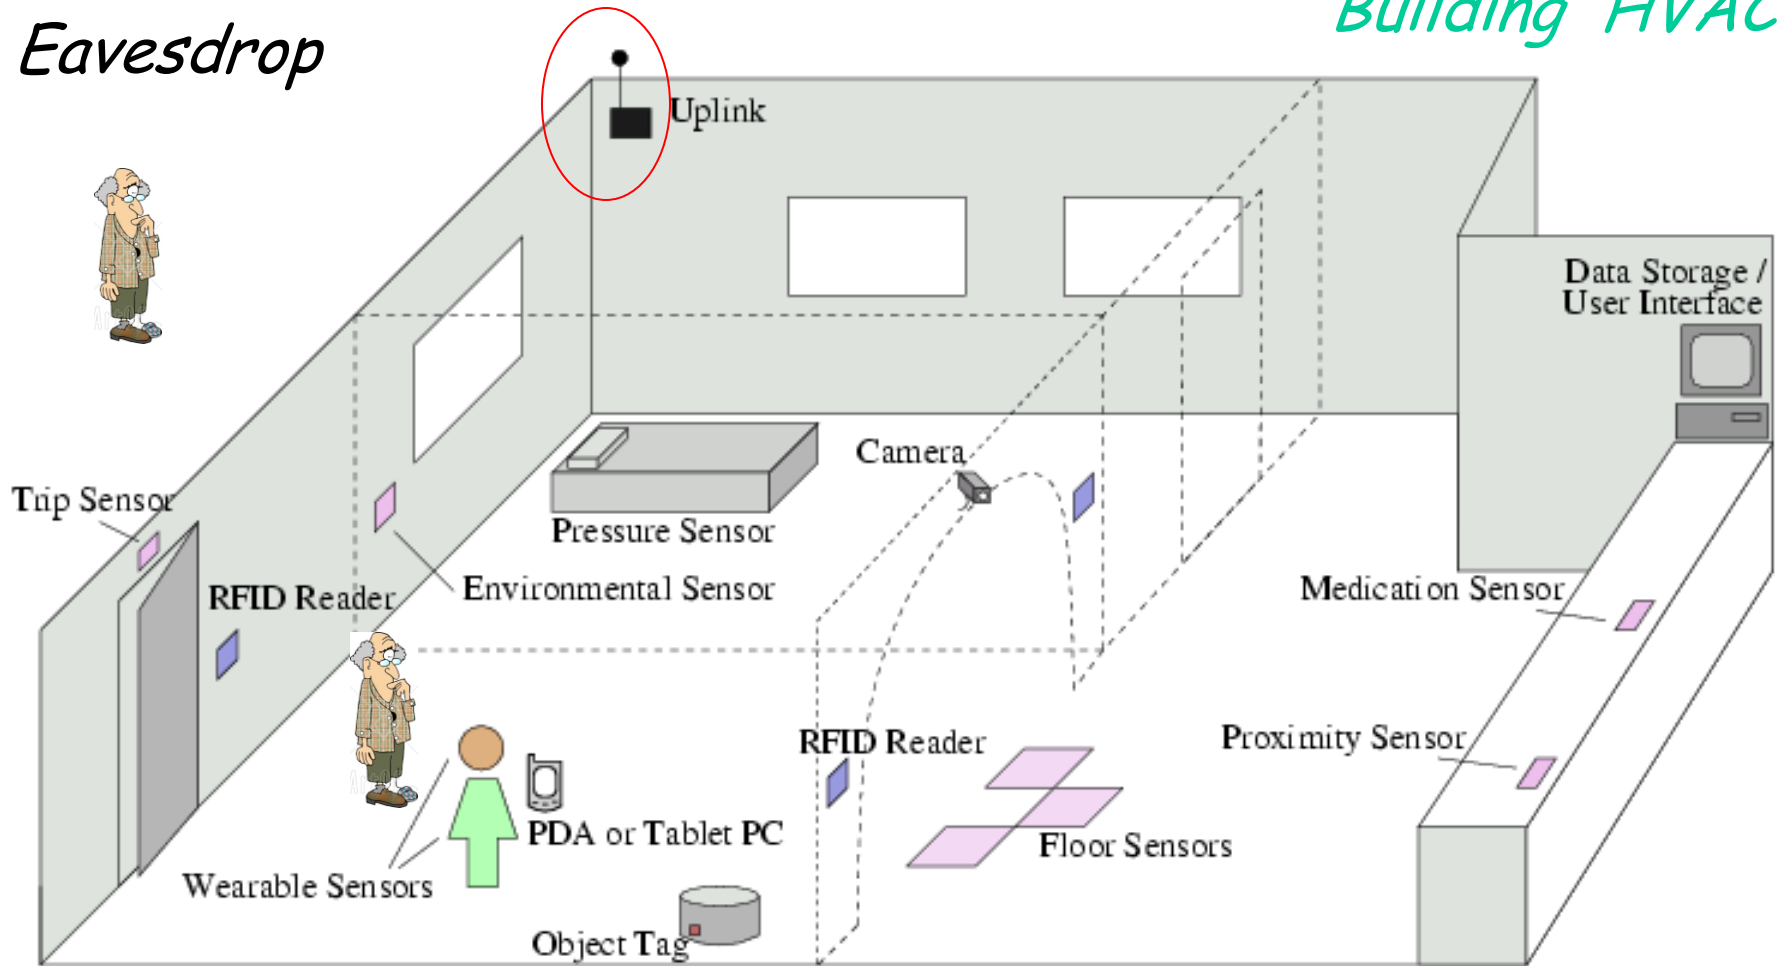 Building HVAC
Eavesdrop
Uplink
Data Storage /
User Interface
Camera
Trip Sensor
Pressure Sensor
Environmental Sensor
RFID Reader
Medication Sensor
RFID Reader
Proximity Sensor
PDA or Tablet PC
Floor Sensors
Wearable Sensors
Object Tag